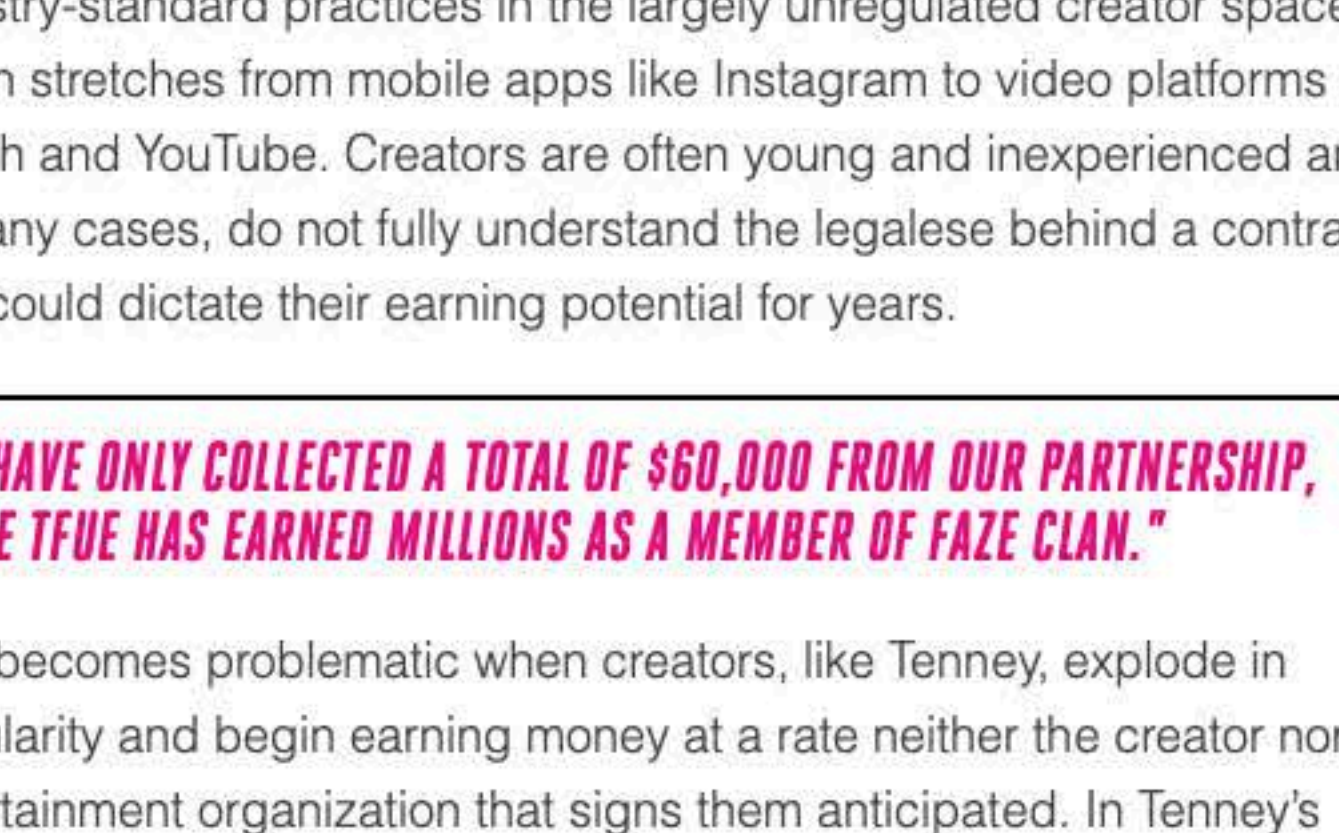 stry-standard practices in the largely unregulated creator space
n stretches from mobile apps like Instagram to video platforms
h and YouTube. Creators are often young and inexperienced ar
any cases, do not fully understand the legalese behind a contra
could dictate their earning potential for years.
HAVE ONLY COLLECTED A TOTAL OF $60,000 FROM OUR PARTNERSHIP,
E TFUE HAS EARNED MILLIONS AS A MEMBER OF FAZE CLAN."
becomes problematic when creators, like Tenney, explode in
ularity and begin earning money at a rate neither the creator nor
tainment organization that signs them anticipated. In Tenney's